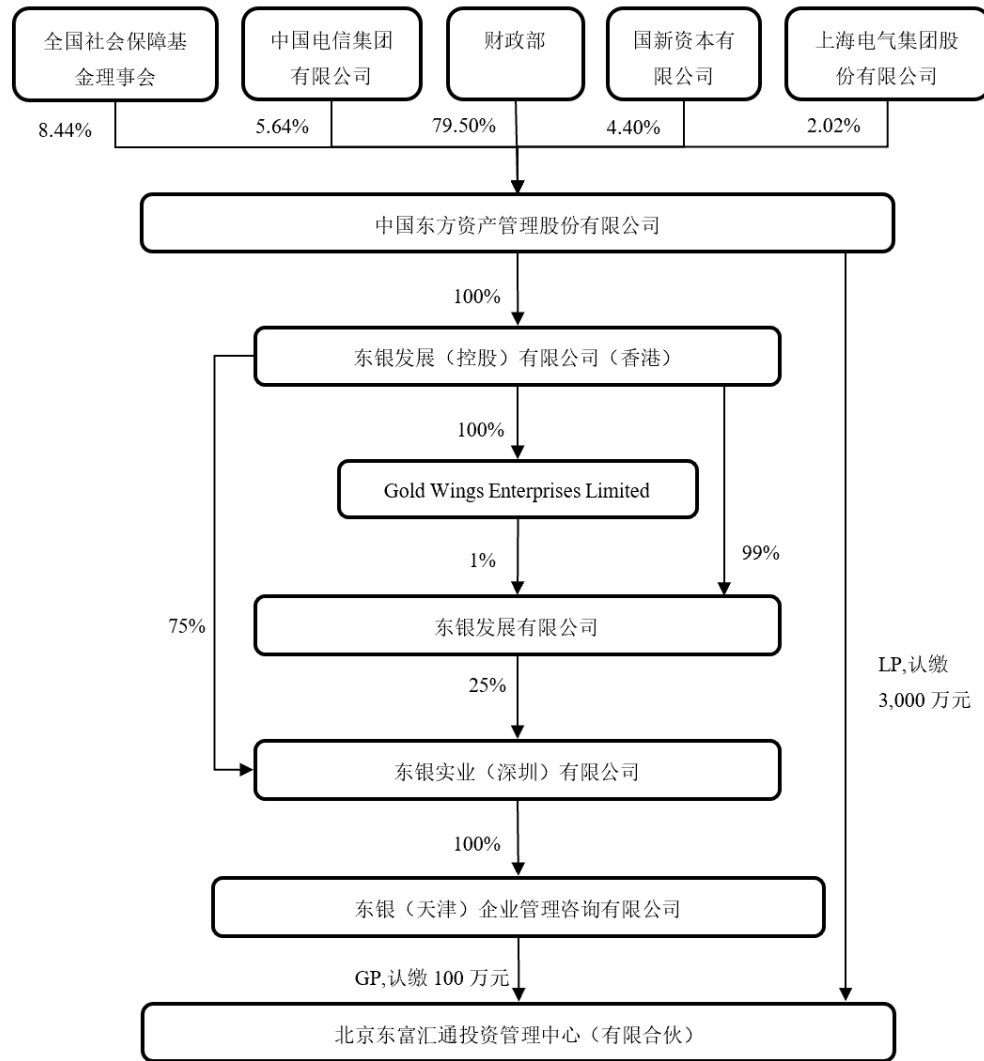 全国社会保障基
金理事会
中国电信集团
有限公司
财政部
国新资本有
限公司
上海电气集团股
份有限公司
8.44%
5.64%
79.50%
4.40%
2.02%
中国东方资产管理股份有限公司
100%
东银发展（控股）有限公司（香港）
100%
Gold Wings Enterprises Limited
1%
99%
东银发展有限公司
75%
25%
LP,认缴
3,000 万元
东银实业（深圳）有限公司
100%
东银（天津）企业管理咨询有限公司
GP,认缴 100 万元
北京东富汇通投资管理中心（有限合伙）